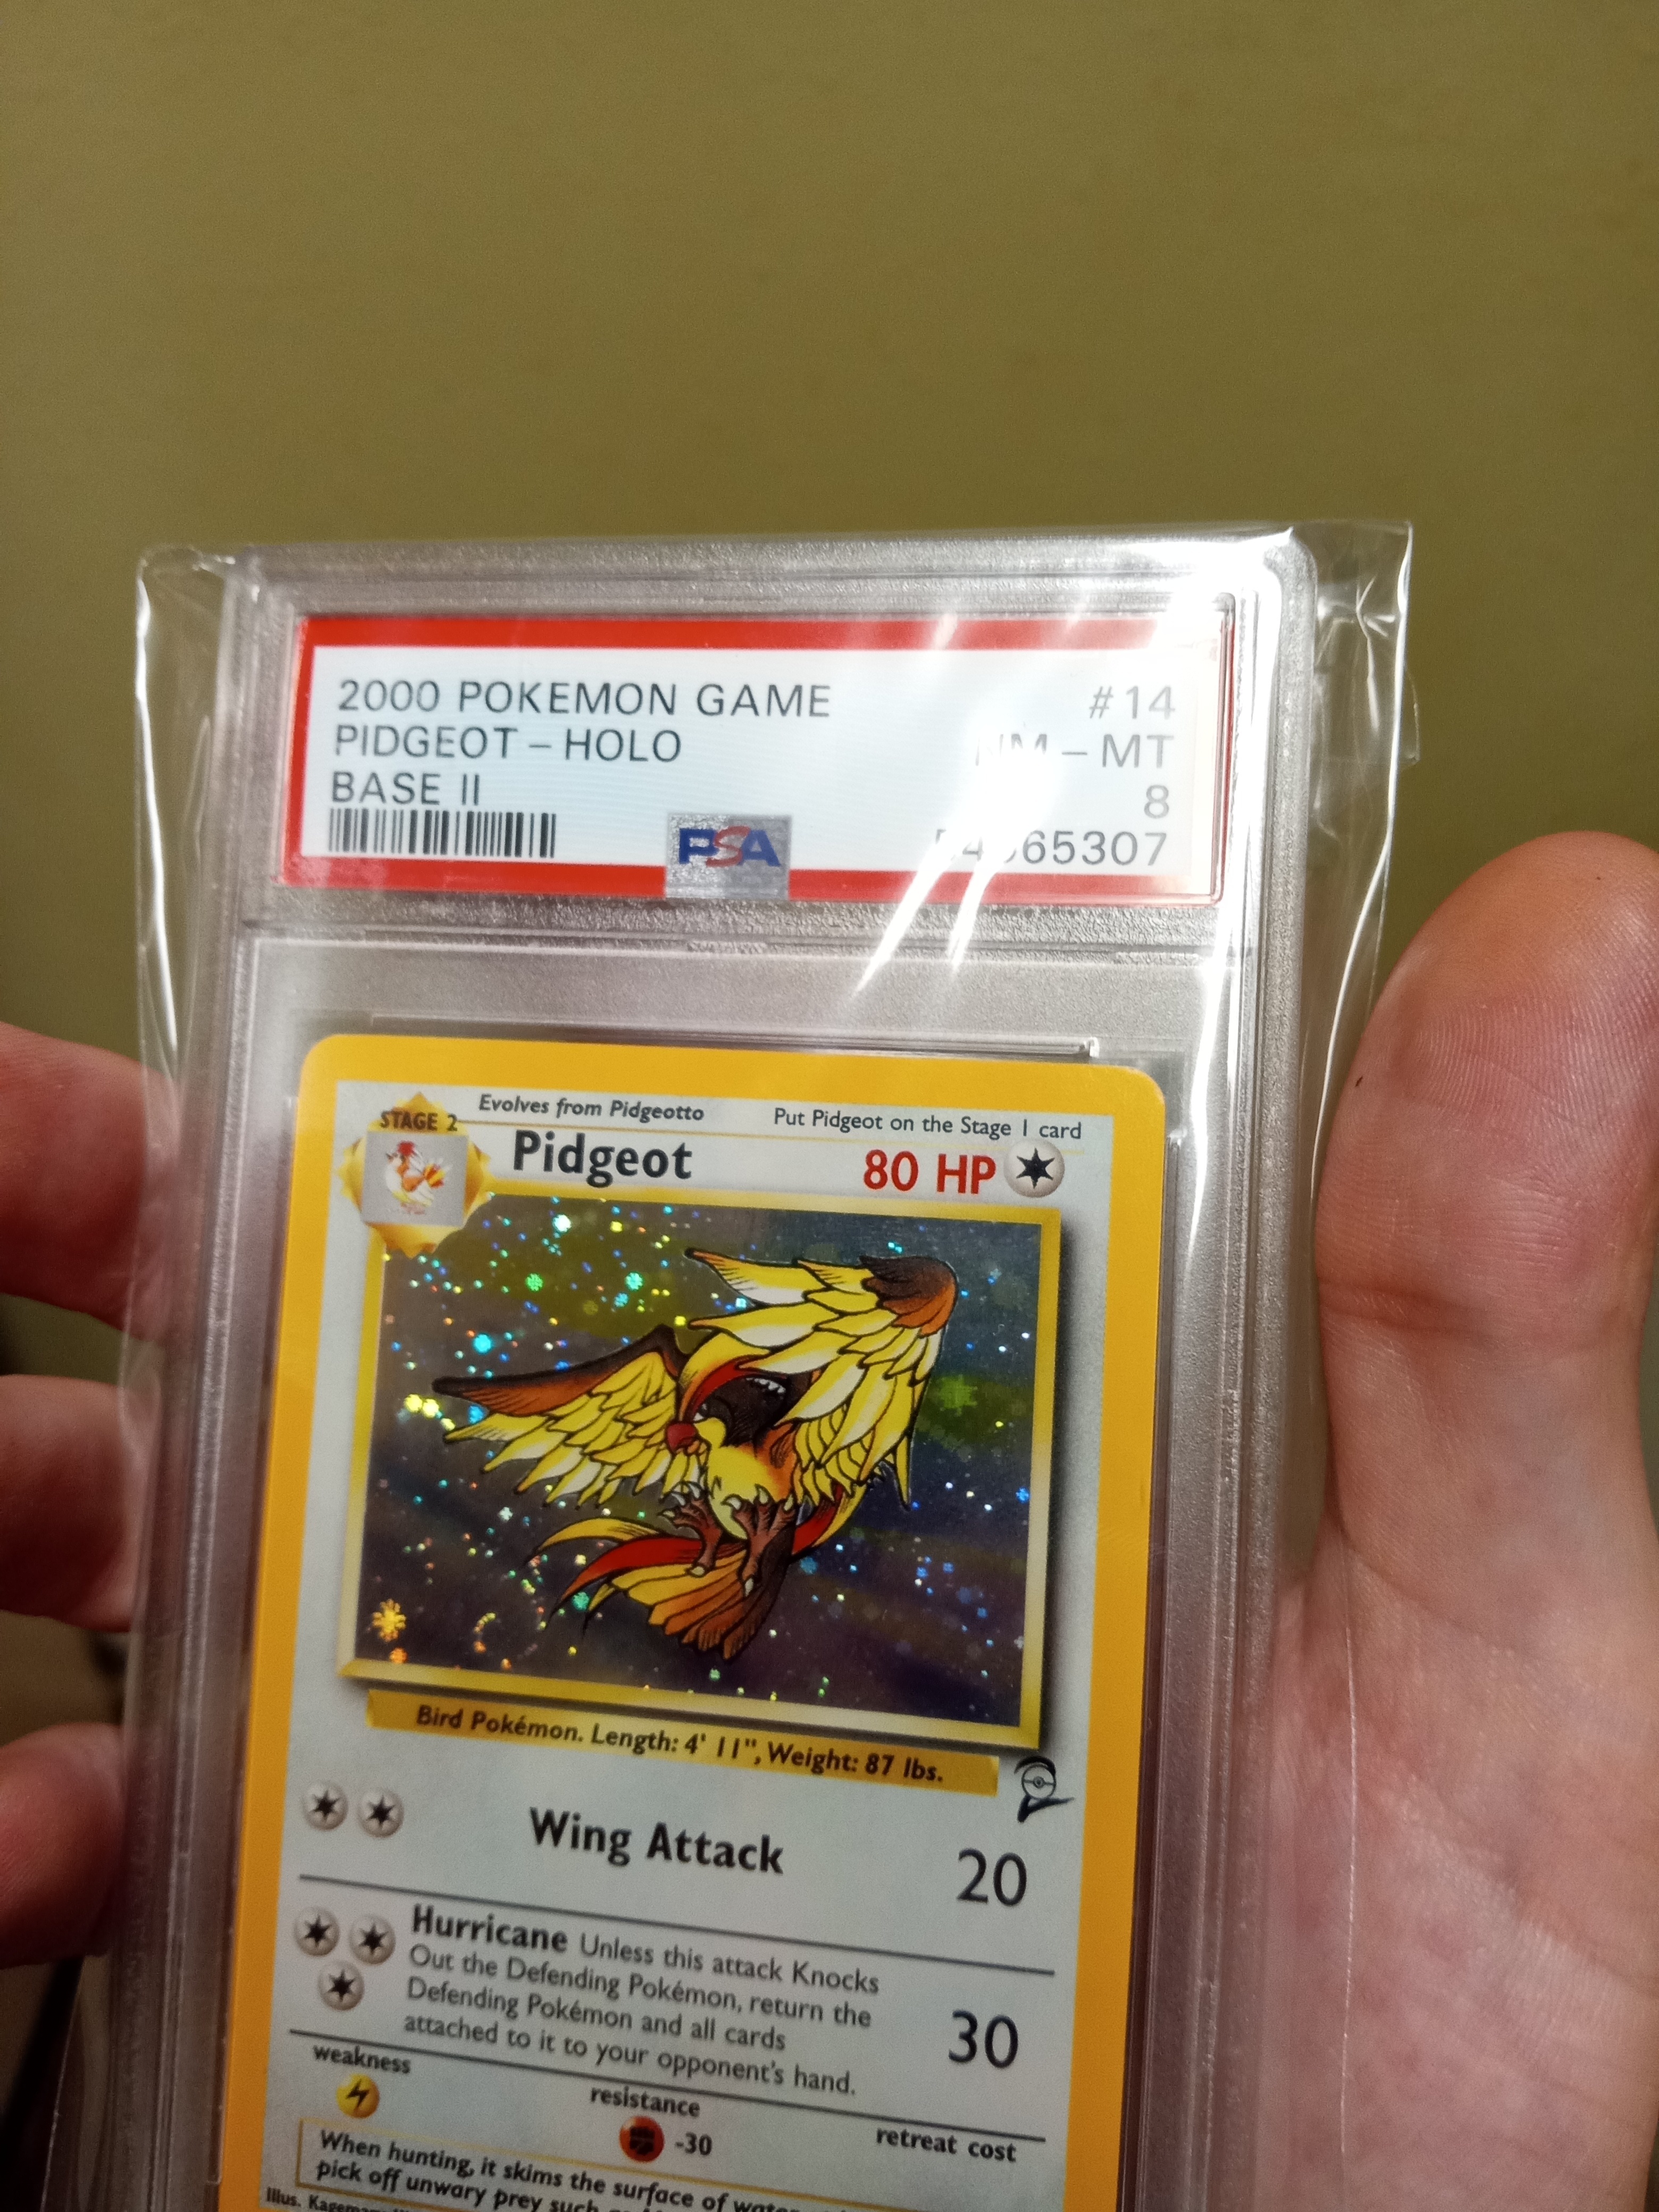 2000 POKEMON GAME #14
PIDGEOT - HOLO NM - MT
BASE II 8
PSA 65307
STAGE 2 Evolves from Pidgeotto Put Pidgeot on the Stage 1 card
Pidgeot 80 HP
Bird Pokémon. Length: 4' 11", Weight: 87 lbs.
Wing Attack 20
Hurricane Unless this attack Knocks
Out the Defending Pokémon, return the
Defending Pokémon and all cards
attached to it to your opponent's hand. 30
weakness resistance retreat cost
-30
When hunting, it skims the surface of
pick off unwary prey such
Illus.